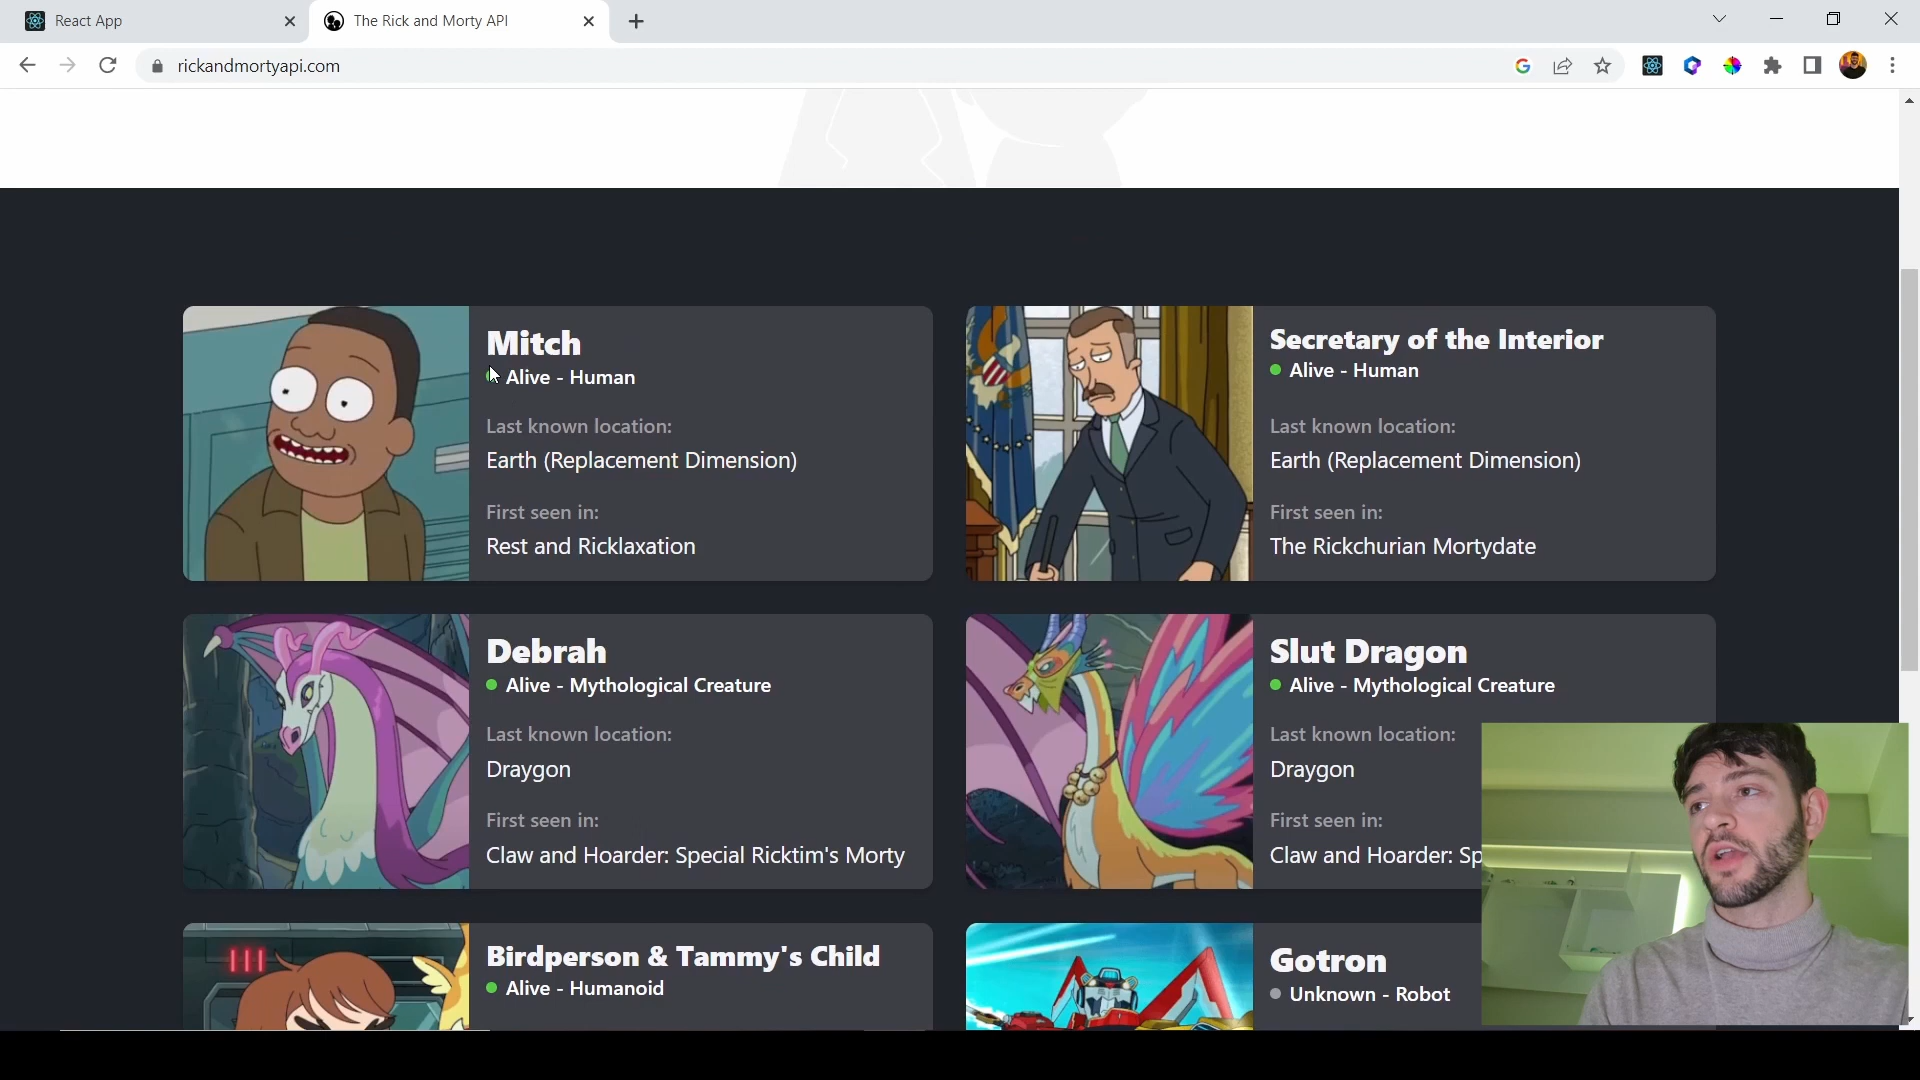 React App
The Rick and Morty API
rickandmortyapi.com
Mitch
Alive - Human
Last known location:
Earth (Replacement Dimension)
First seen in:
Rest and Ricklaxation
Secretary of the Interior
Alive - Human
Last known location:
Earth (Replacement Dimension)
First seen in:
The Rickchurian Mortydate
Debrah
Alive - Mythological Creature
Last known location:
Draygon
First seen in:
Claw and Hoarder: Special Ricktim's Morty
Slut Dragon
Alive - Mythological Creature
Last known location:
Draygon
First seen in:
Claw and Hoarder: Sp
Birdperson & Tammy's Child
Alive - Humanoid
Gotron
Unknown - Robot